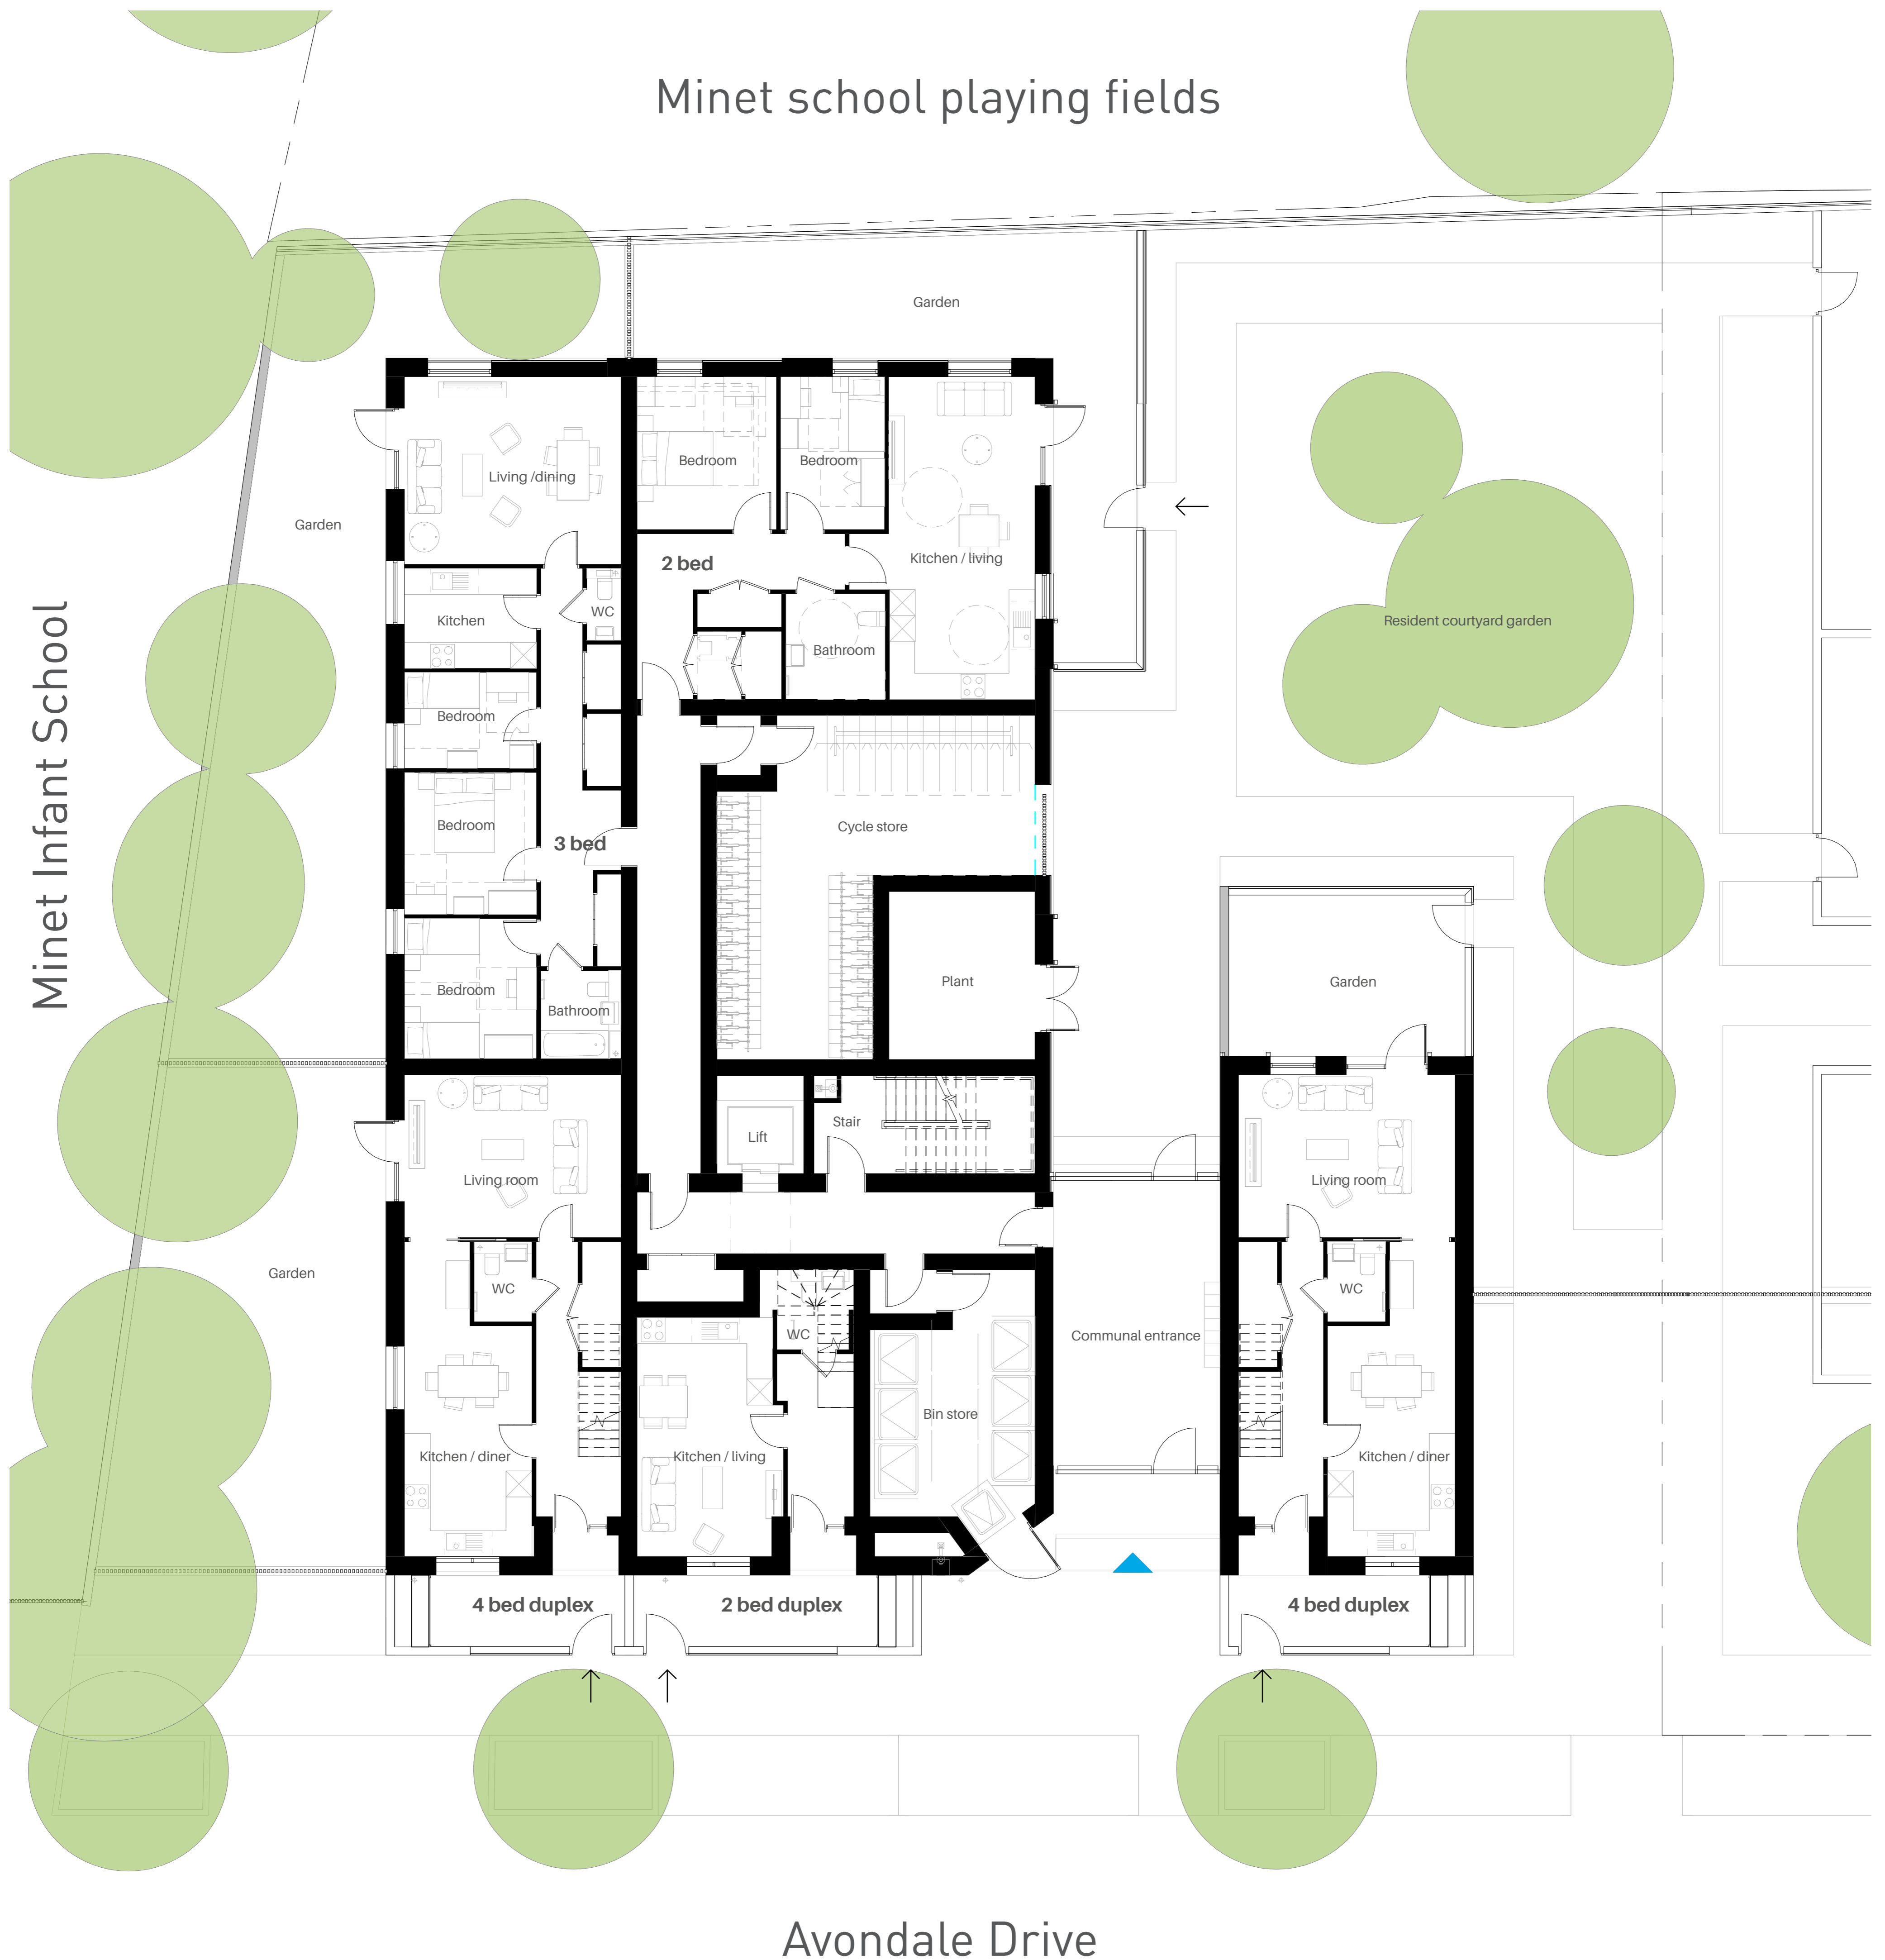 Minet school playing fields
Garden
Bedroom
Bedroom
Living /dining
Garden
Kitchen / living
2 bed
WC
Kitchen
Resident courtyard garden
Bathroom
Minet Infant School
Bedroom
Bedroom
Cycle store
3 bed
Plant
Garden
Bedroom
Bathroom
Stair
Lift
Living room
Living room
Garden
WC
WC
WC
Communal entrance
Bin store
Kitchen / diner
Kitchen / living
Kitchen / diner
4 bed duplex
2 bed duplex
4 bed duplex
Avondale Drive